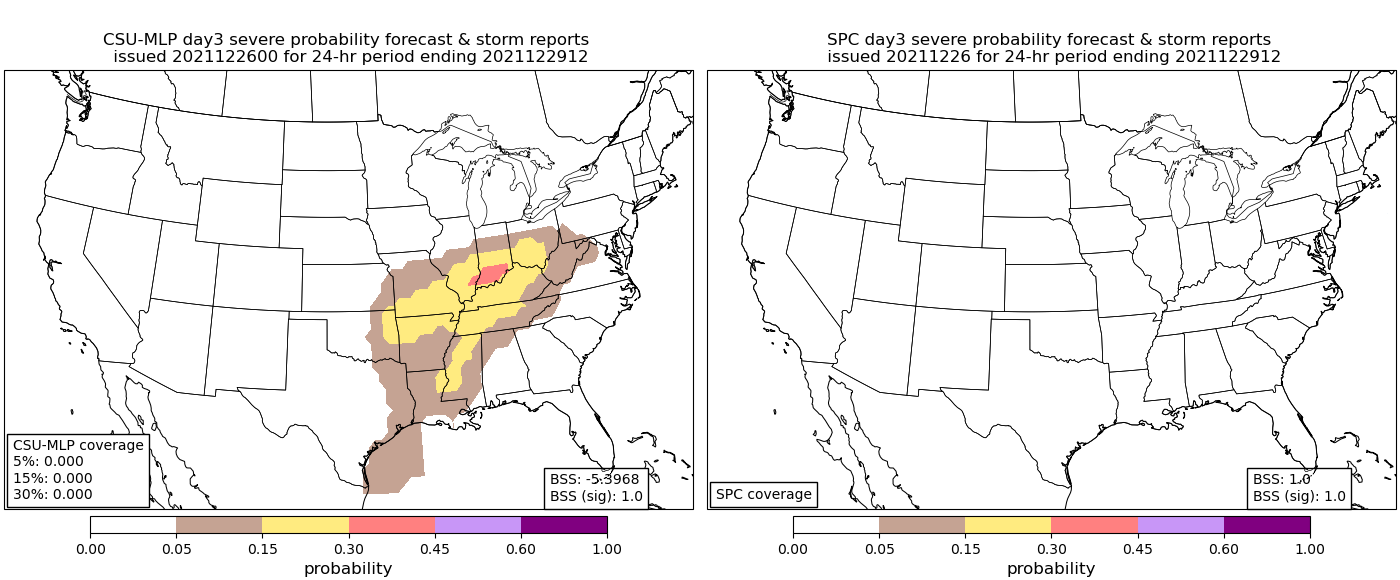 CSU-MLP day3 severe probability forecast & storm reports
issued 2021122600 for 24-hr period ending 2021122912
CSU-MLP coverage
5%: 0.000
15%: 0.000
30%: 0.000
BSS: -5.3968
BSS (sig): 1.0
0.00 0.05 0.15 0.30 0.45 0.60 1.00
probability
SPC day3 severe probability forecast & storm reports
issued 20211226 for 24-hr period ending 2021122912
SPC coverage
BSS: 1.0
BSS (sig): 1.0
0.00 0.05 0.15 0.30 0.45 0.60 1.00
probability